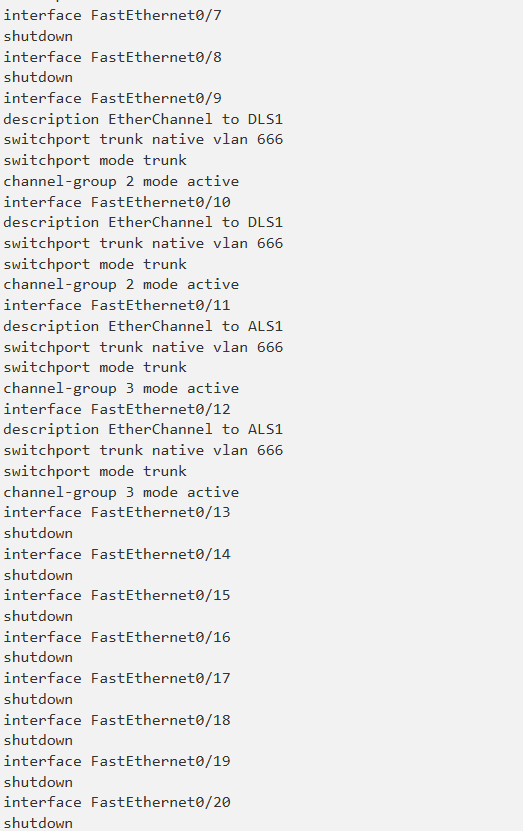 interface FastEthernet0/7
shutdown
interface FastEthernet0/8
shutdown
interface FastEthernet0/9
description EtherChannel to DLS1
switchport trunk native vlan 666
switchport mode trunk
channel-group 2 mode active
interface FastEthernet0/10
description EtherChannel to DLS1
switchport trunk native vlan 666
switchport mode trunk
channel-group 2 mode active
interface FastEthernet0/11
description EtherChannel to ALS1
switchport trunk native vlan 666
switchport mode trunk
channel-group 3 mode active
interface FastEthernet0/12
description EtherChannel to ALS1
switchport trunk native vlan 666
switchport mode trunk
channel-group 3 mode active
interface FastEthernet0/13
shutdown
interface FastEthernet0/14
shutdown
interface FastEthernet0/15
shutdown
interface FastEthernet0/16
shutdown
interface FastEthernet0/17
shutdown
interface FastEthernet0/18
shutdown
interface FastEthernet0/19
shutdown
interface FastEthernet0/20
shutdown